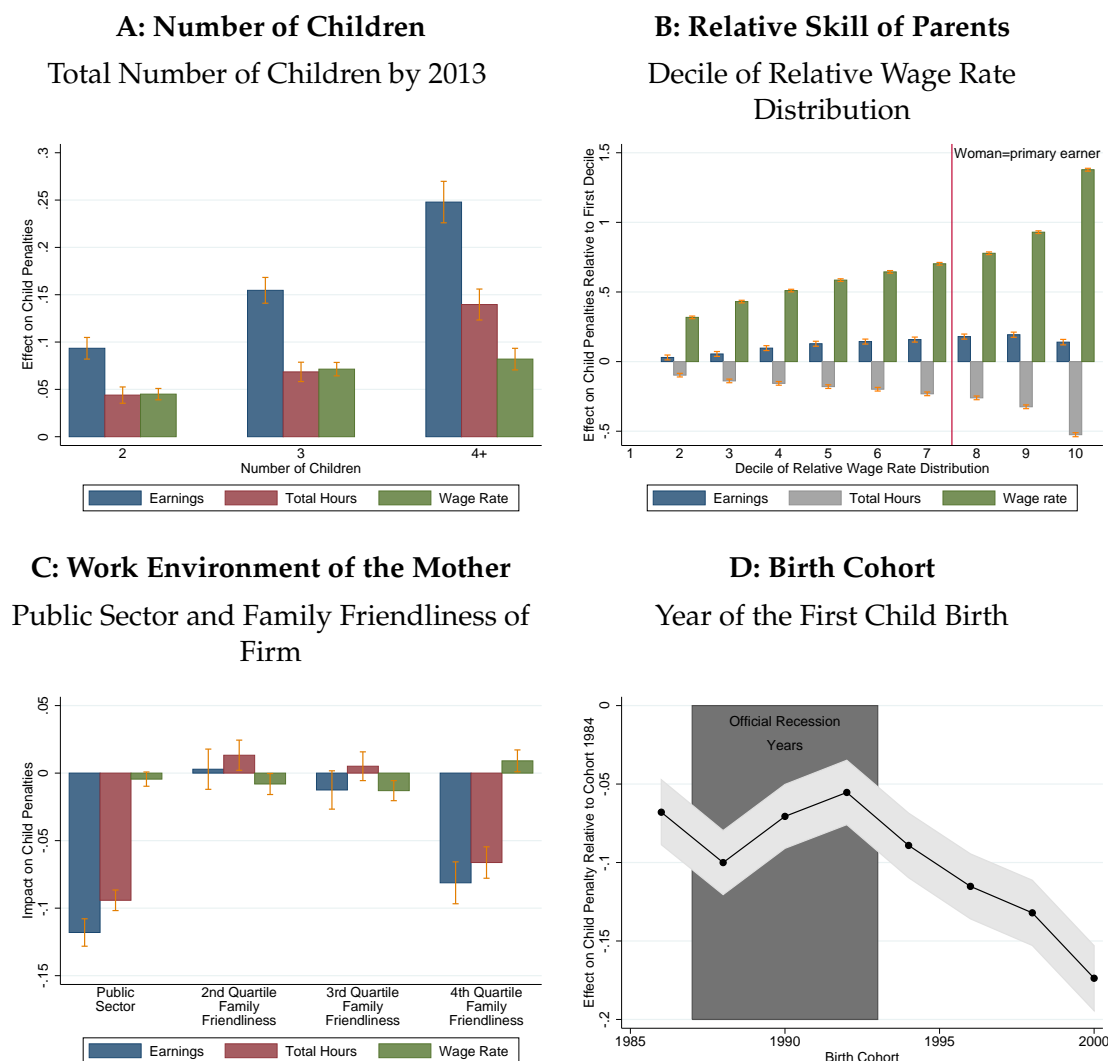 A: Number of Children
Total Number of Children by 2013
Effect on Child Penalties
0 .05 .1 .15 .2 .25 .3
2 3 4+
Number of Children
Earnings Total Hours Wage Rate
B: Relative Skill of Parents
Decile of Relative Wage Rate
Distribution
Effect on Child Penalties Relative to First Decile
-.5 0 .5 1 1.5
Woman=primary earner
1 2 3 4 5 6 7 8 9 10
Decile of Relative Wage Rate Distribution
Earnings Total Hours Wage rate
C: Work Environment of the Mother
Public Sector and Family Friendliness of
Firm
Impact on Child Penalties
-.15 -.1 -.05 0 .05
Public
Sector
2nd Quartile
Family
Friendliness
3rd Quartile
Family
Friendliness
4th Quartile
Family
Friendliness
Earnings Total Hours Wage Rate
D: Birth Cohort
Year of the First Child Birth
Effect on Child Penalty Relative to Cohort 1984
-.2 -.15 -.1 -.05 0
Official Recession
Years
1985 1990 1995 2000
Birth Cohort